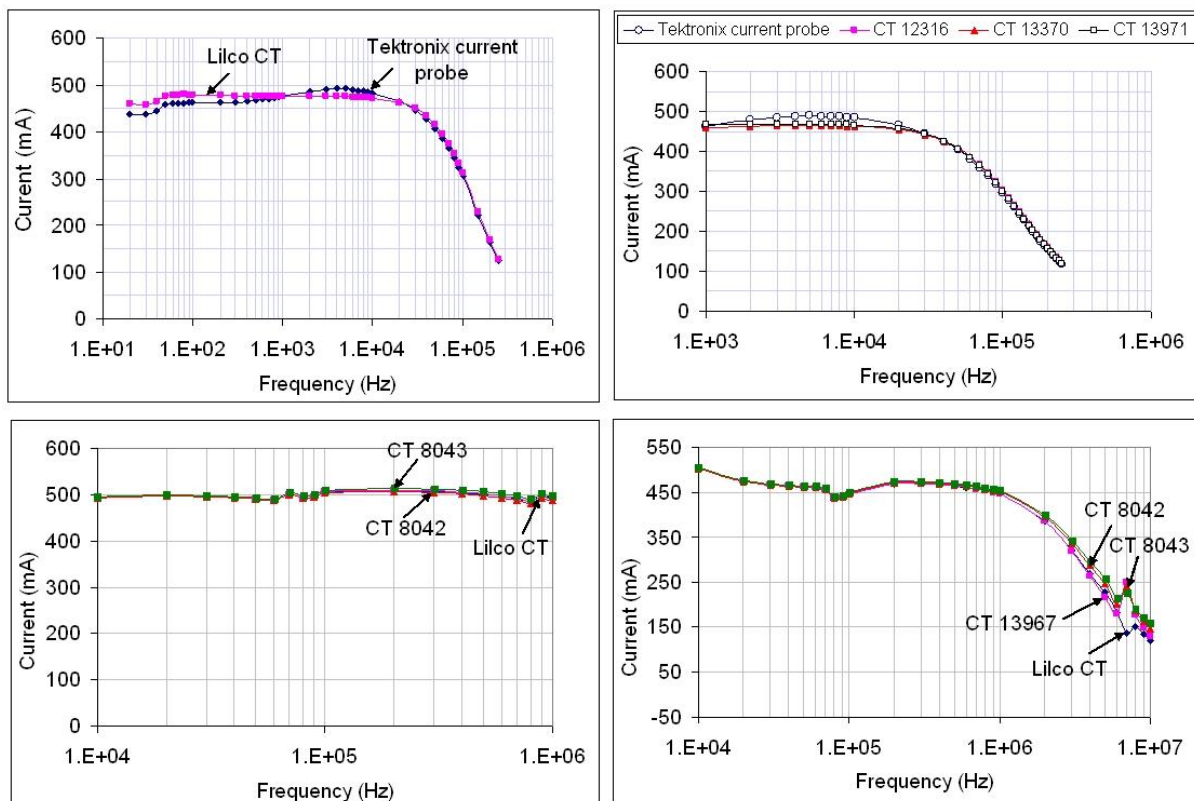 600
500
400
300
200
100
0
Current (mA)
Lilco CT
Tektronix current
probe
1.E+01 1.E+02 1.E+03 1.E+04 1.E+05 1.E+06
Frequency (Hz)
Tektronix current probe CT 12316 CT 13370 CT 13971
600
500
400
300
200
100
0
Current (mA)
1.E+03 1.E+04 1.E+05 1.E+06
Frequency (Hz)
600
500
400
300
200
100
0
Current (mA)
CT 8043
CT 8042
Lilco CT
1.E+04 1.E+05 1.E+06
Frequency (Hz)
550
450
350
250
150
50
-50
Current (mA)
CT 8042
CT 8043
CT 13967
Lilco CT
1.E+04 1.E+05 1.E+06 1.E+07
Frequency (Hz)